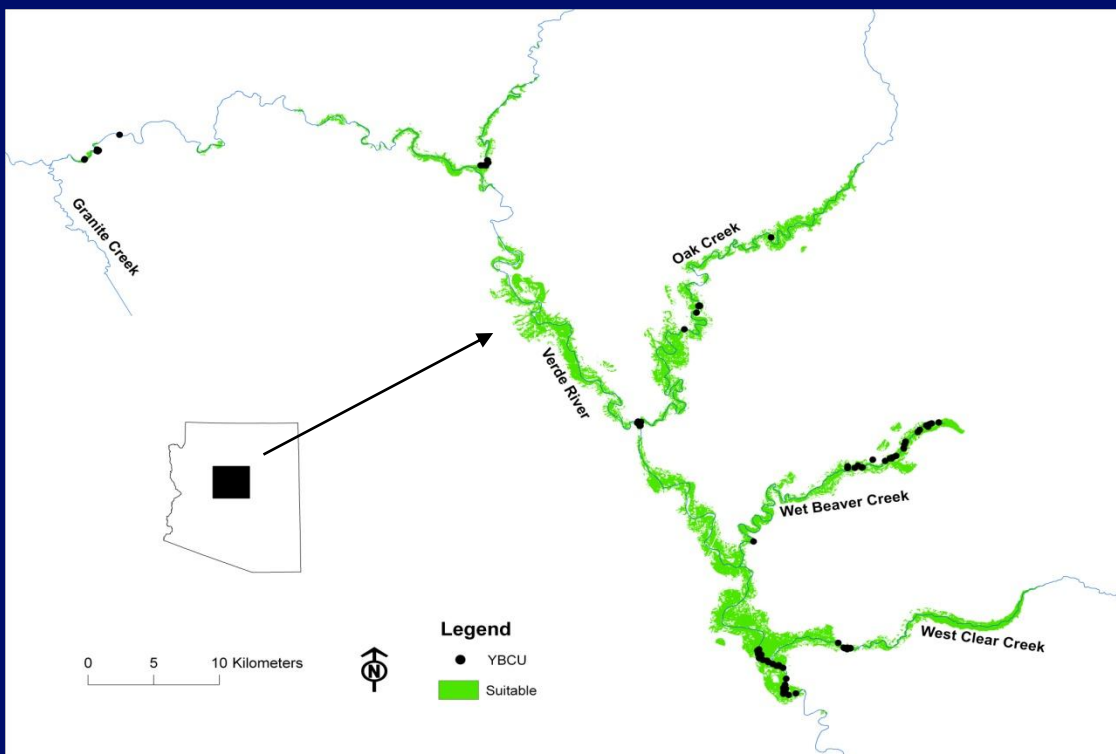 Granite Creek
Oak Creek
Verde River
Wet Beaver Creek
West Clear Creek
Legend
YBCU
Suitable
0 5 10 Kilometers
N